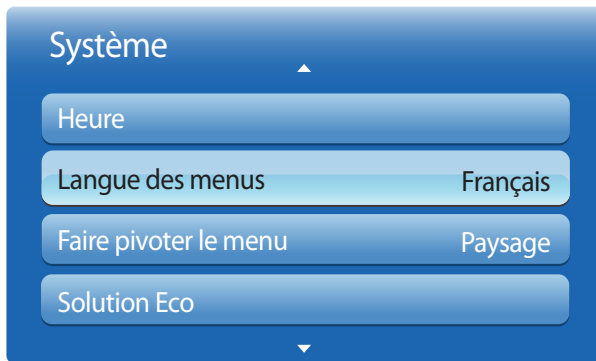 Système
Heure
Langue des menus Français
Faire pivoter le menu Paysage
Solution Eco